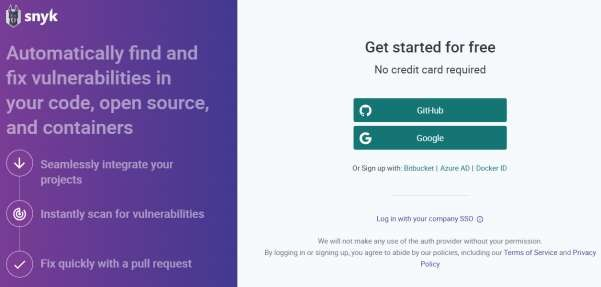 snyk
Automatically find and
fix vulnerabilities in
your code, open source,
and containers
Seamlessly integrate your
projects
Instantly scan for vulnerabilities
Fix quickly with a pull request
Get started for free
No credit card required
GitHub
Google
Or Sign up with: Bitbucket | Azure AD | Docker ID
Log in with your company SSO
We will not make any use of the auth provider without your permission.
By logging in or signing up, you agree to abide by our policies, including our Terms of Service and Privacy
Policy